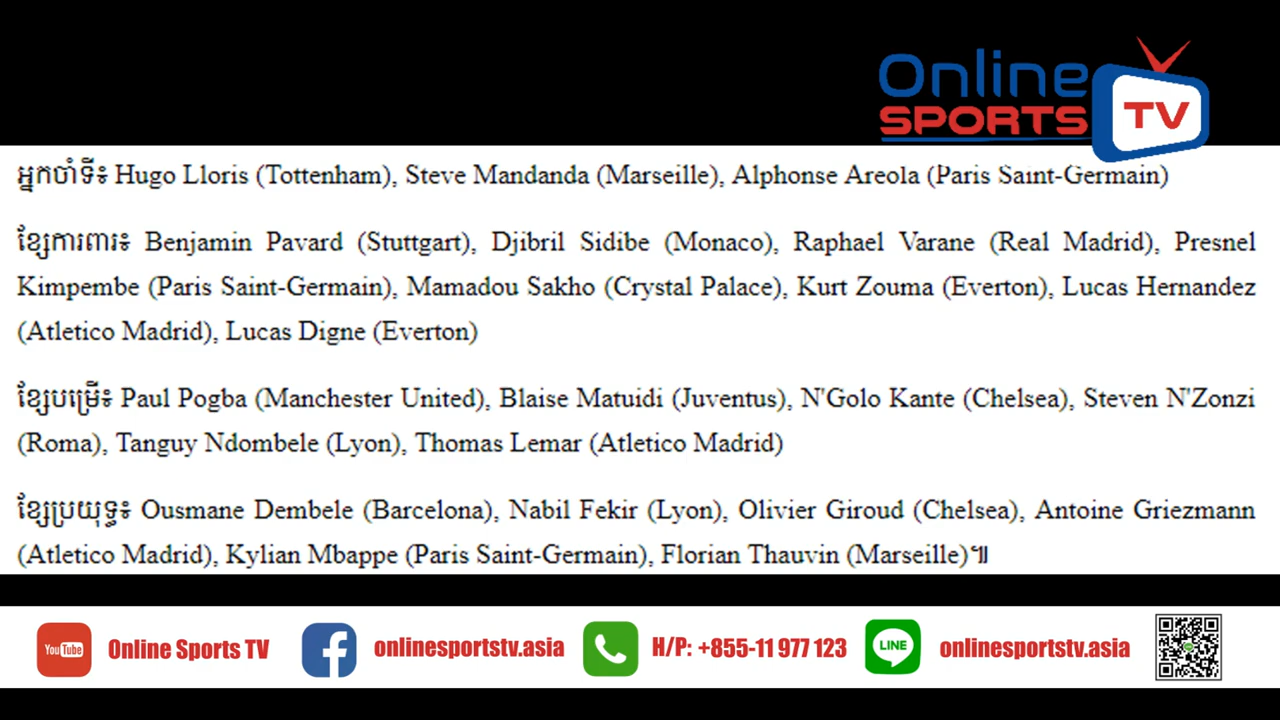 Online
SPORTS
TV
អ្នកចាំទី៖ Hugo Lloris (Tottenham), Steve Mandanda (Marseille), Alphonse Areola (Paris Saint-Germain)
ខ្សែការពារ៖ Benjamin Pavard (Stuttgart), Djibril Sidibe (Monaco), Raphael Varane (Real Madrid), Presnel
Kimpembe (Paris Saint-Germain), Mamadou Sakho (Crystal Palace), Kurt Zouma (Everton), Lucas Hernandez
(Atletico Madrid), Lucas Digne (Everton)
ខ្សែបម្រើ៖ Paul Pogba (Manchester United), Blaise Matuidi (Juventus), N'Golo Kante (Chelsea), Steven N'Zonzi
(Roma), Tanguy Ndombele (Lyon), Thomas Lemar (Atletico Madrid)
ខ្សែប្រយុទ្ធ៖ Ousmane Dembele (Barcelona), Nabil Fekir (Lyon), Olivier Giroud (Chelsea), Antoine Griezmann
(Atletico Madrid), Kylian Mbappe (Paris Saint-Germain), Florian Thauvin (Marseille)៕
YouTube Online Sports TV onlinesportstv.asia H/P: +855-11 977 123 LINE onlinesportstv.asia